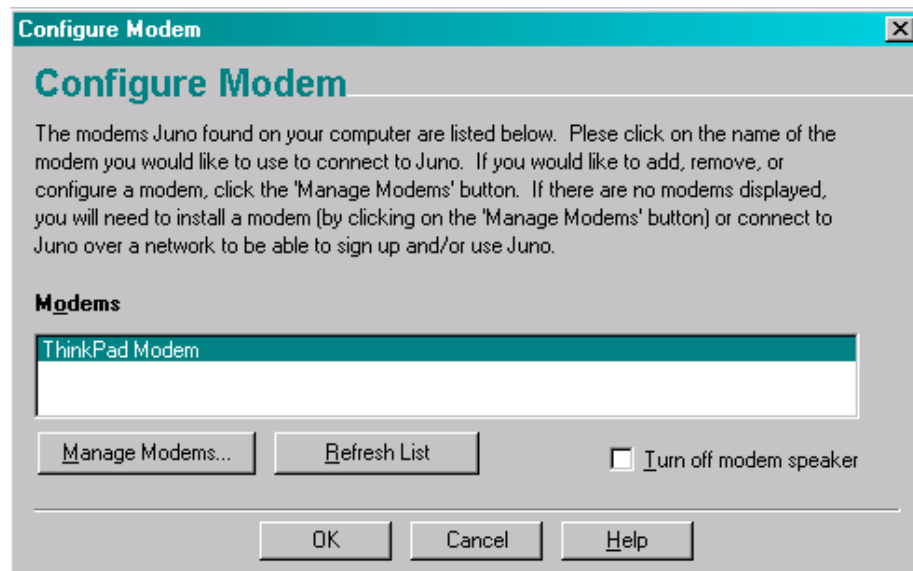 Configure Modem
Configure Modem
The modems Juno found on your computer are listed below. Plese click on the name of the
modem you would like to use to connect to Juno. If you would like to add, remove, or
configure a modem, click the 'Manage Modems' button. If there are no modems displayed,
you will need to install a modem (by clicking on the 'Manage Modems' button) or connect to
Juno over a network to be able to sign up and/or use Juno.
Modems
ThinkPad Modem
Manage Modems...
Refresh List
Turn off modem speaker
OK
Cancel
Help